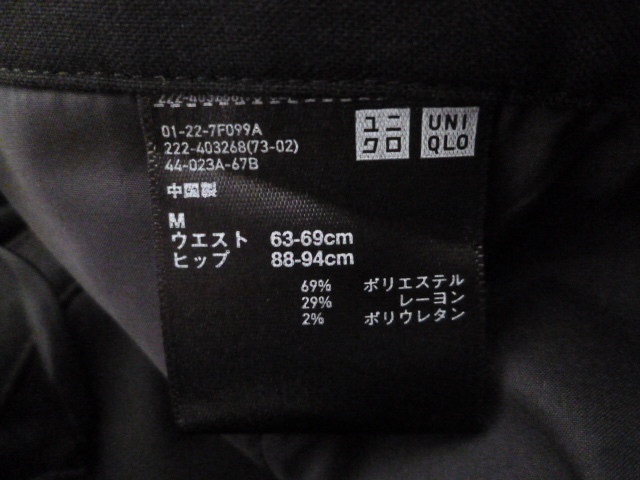 ユニ
クロ
UNI
QLO
01-22-7F099A
222-403268(73-02)
44-023A-67B
中国製
M
ウエスト 63-69cm
ヒップ 88-94cm
69% ポリエステル
29% レーヨン
2% ポリウレタン